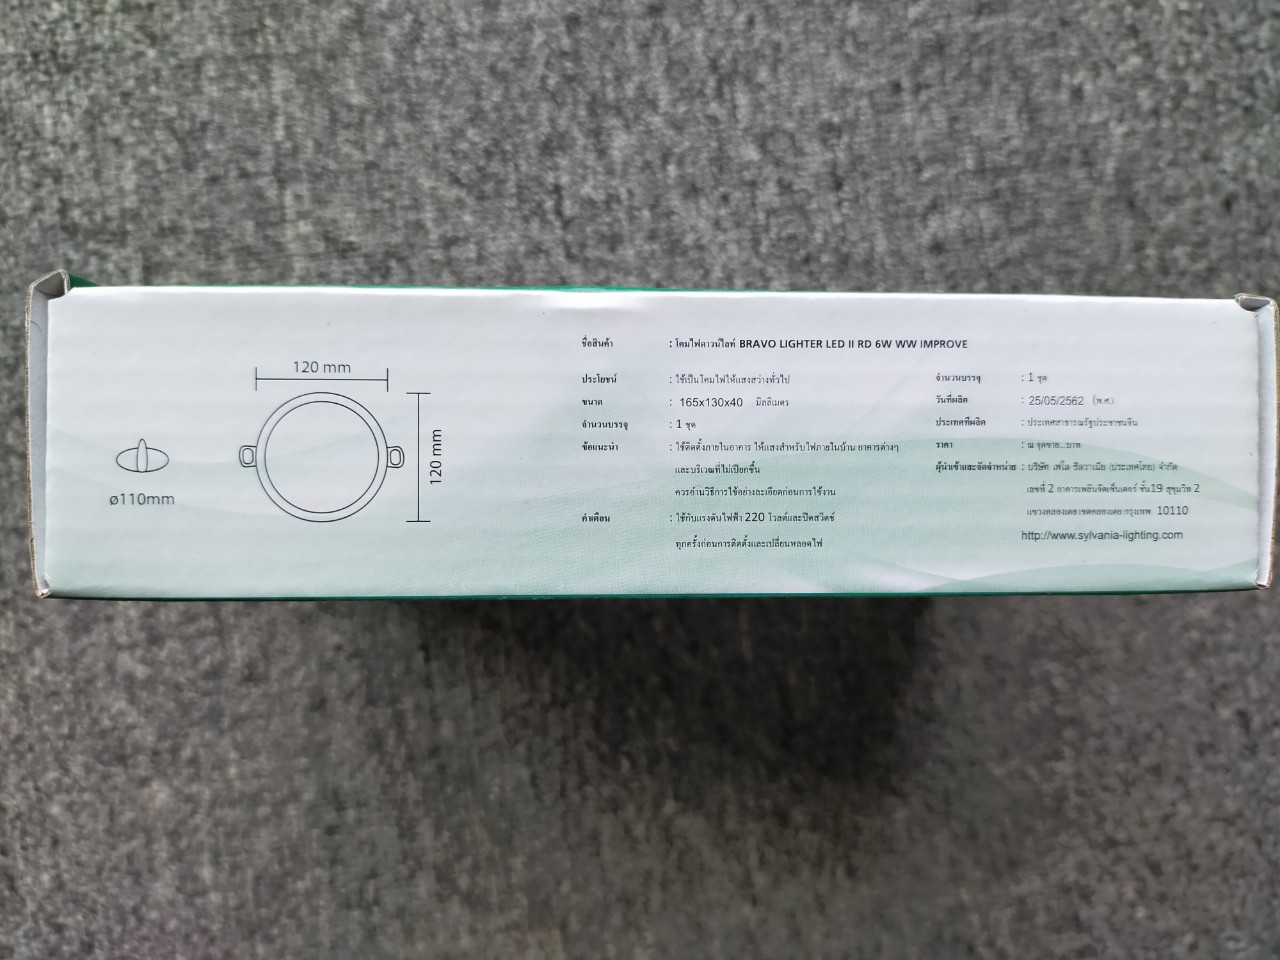 120 mm
120 mm
ø110mm
ชื่อสินค้า : โคมไฟดาวน์ไลท์ BRAVO LIGHTER LED II RD 6W WW IMPROVE
ประโยชน์ : ใช้เป็นโคมไฟให้แสงสว่างทั่วไป
ขนาด : 165x130x40 มิลลิเมตร
จำนวนบรรจุ : 1 ชุด
ข้อแนะนำ : ใช้ติดตั้งภายในอาคาร ให้แสงสำหรับไฟภายในบ้าน อาคารต่างๆ
และบริเวณที่ไม่เปียกชื้น
ควรอ่านวิธีการใช้อย่างละเอียดก่อนการใช้งาน
คำเตือน : ใช้กับแรงดันไฟฟ้า 220 โวลต์และปิดสวิตช์
ทุกครั้งก่อนการติดตั้งและเปลี่ยนหลอดไฟ
จำนวนบรรจุ : 1 ชุด
วันที่ผลิต : 25/05/2562 (พ.ศ.)
ประเทศที่ผลิต : ประเทศสาธารณรัฐประชาชนจีน
ราคา : ณ จุดขาย...บาท
ผู้นำเข้าและจัดจำหน่าย : บริษัท เฟโล ซิลวาเนีย (ประเทศไทย) จำกัด
เลขที่ 2 อาคารเพลินจิตเซ็นเตอร์ ชั้น19 สุขุมวิท 2
แขวงคลองเตย เขตคลองเตย กรุงเทพ 10110
http://www.sylvania-lighting.com